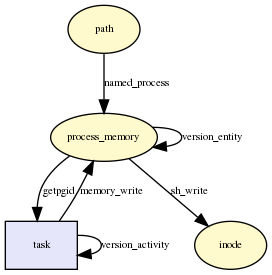 path
named_process
process_memory
version_entity
getpgid
memory_write
sh_write
task
version_activity
inode